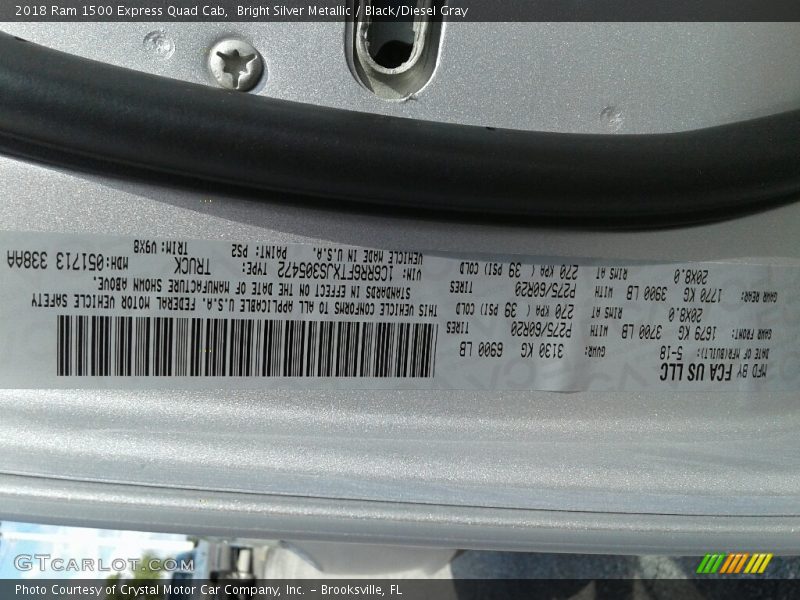 2018 Ram 1500 Express Quad Cab, Bright Silver Metallic / Black/Diesel Gray
MFD BY FCA US LLC
DATE OF MFR(BUILT): 5-18 GVWR: 3130 KG 6900 LB
GAWR FRONT: 1679 KG 3700 LB WITH P275/60R20 TIRES
20X8.0 RIMS AT 270 KPA ( 39 PSI) COLD
GAWR REAR: 1770 KG 3900 LB WITH P275/60R20 TIRES
20X8.0 RIMS AT 270 KPA ( 39 PSI) COLD
THIS VEHICLE CONFORMS TO ALL APPLICABLE U.S.A. FEDERAL MOTOR VEHICLE SAFETY
STANDARDS IN EFFECT ON THE DATE OF MANUFACTURE SHOWN ABOVE.
VIN: 1C6RR6FTXJS305472 TYPE: TRUCK MDH: 051713 338AA
VEHICLE MADE IN U.S.A. PAINT: PS2 TRIM: V9X8
GTCarLot.com
Photo Courtesy of Crystal Motor Car Company, Inc. - Brooksville, FL